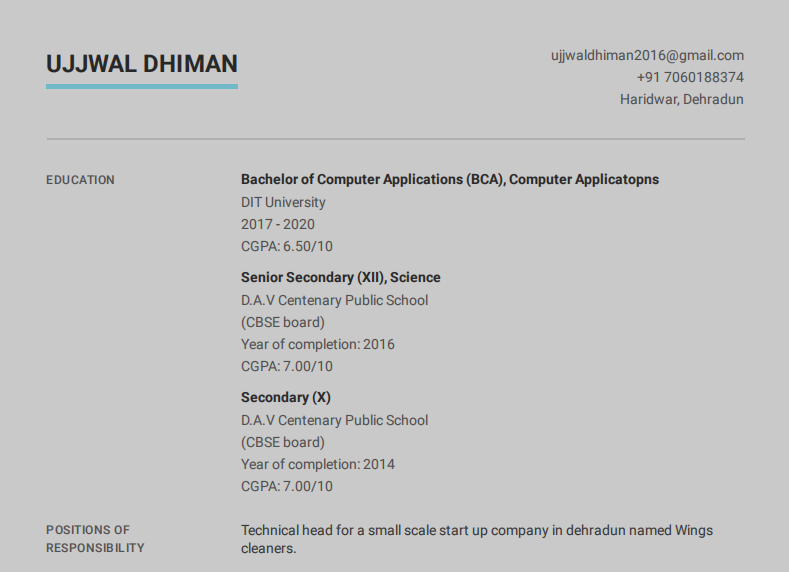 UJJWAL DHIMAN
ujjwaldhiman2016@gmail.com
+91 7060188374
Haridwar, Dehradun
EDUCATION
Bachelor of Computer Applications (BCA), Computer Applicatopns
DIT University
2017 - 2020
CGPA: 6.50/10
Senior Secondary (XII), Science
D.A.V Centenary Public School
(CBSE board)
Year of completion: 2016
CGPA: 7.00/10
Secondary (X)
D.A.V Centenary Public School
(CBSE board)
Year of completion: 2014
CGPA: 7.00/10
POSITIONS OF
RESPONSIBILITY
Technical head for a small scale start up company in dehradun named Wings
cleaners.